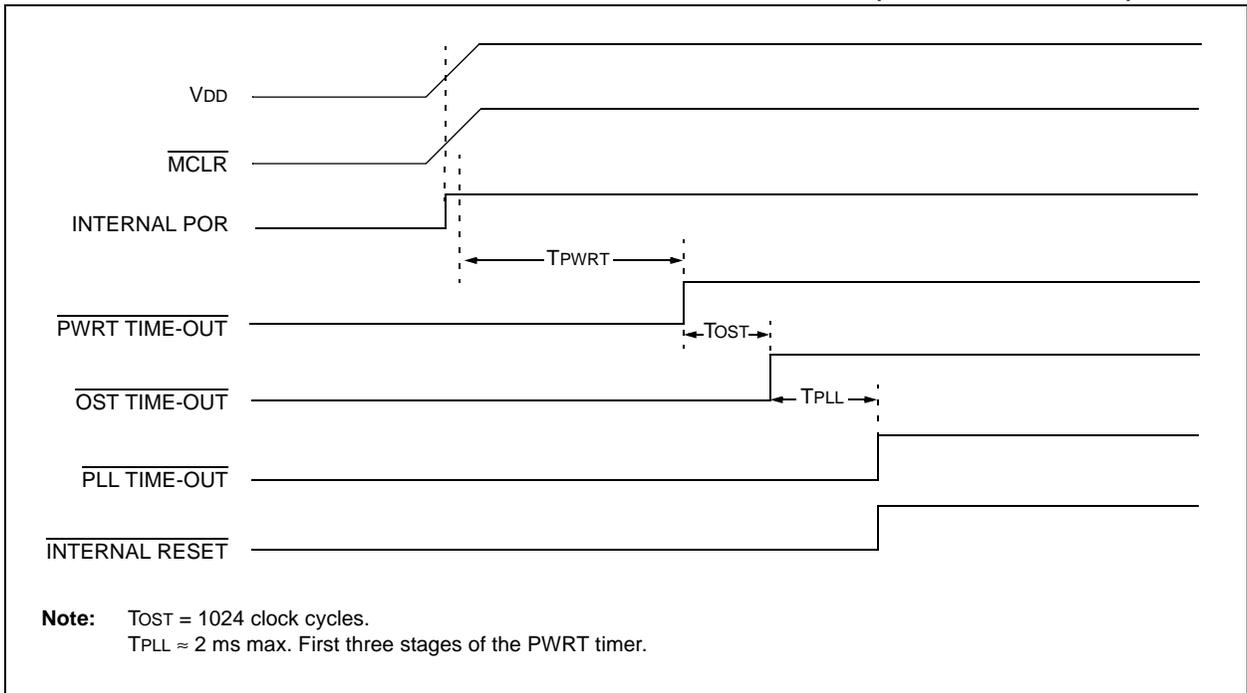 VDD
MCLR
INTERNAL POR
TPWRT
PWRT TIME-OUT
TOST
OST TIME-OUT
TPLL
PLL TIME-OUT
INTERNAL RESET
Note: TOST = 1024 clock cycles.
TPLL ≈ 2 ms max. First three stages of the PWRT timer.